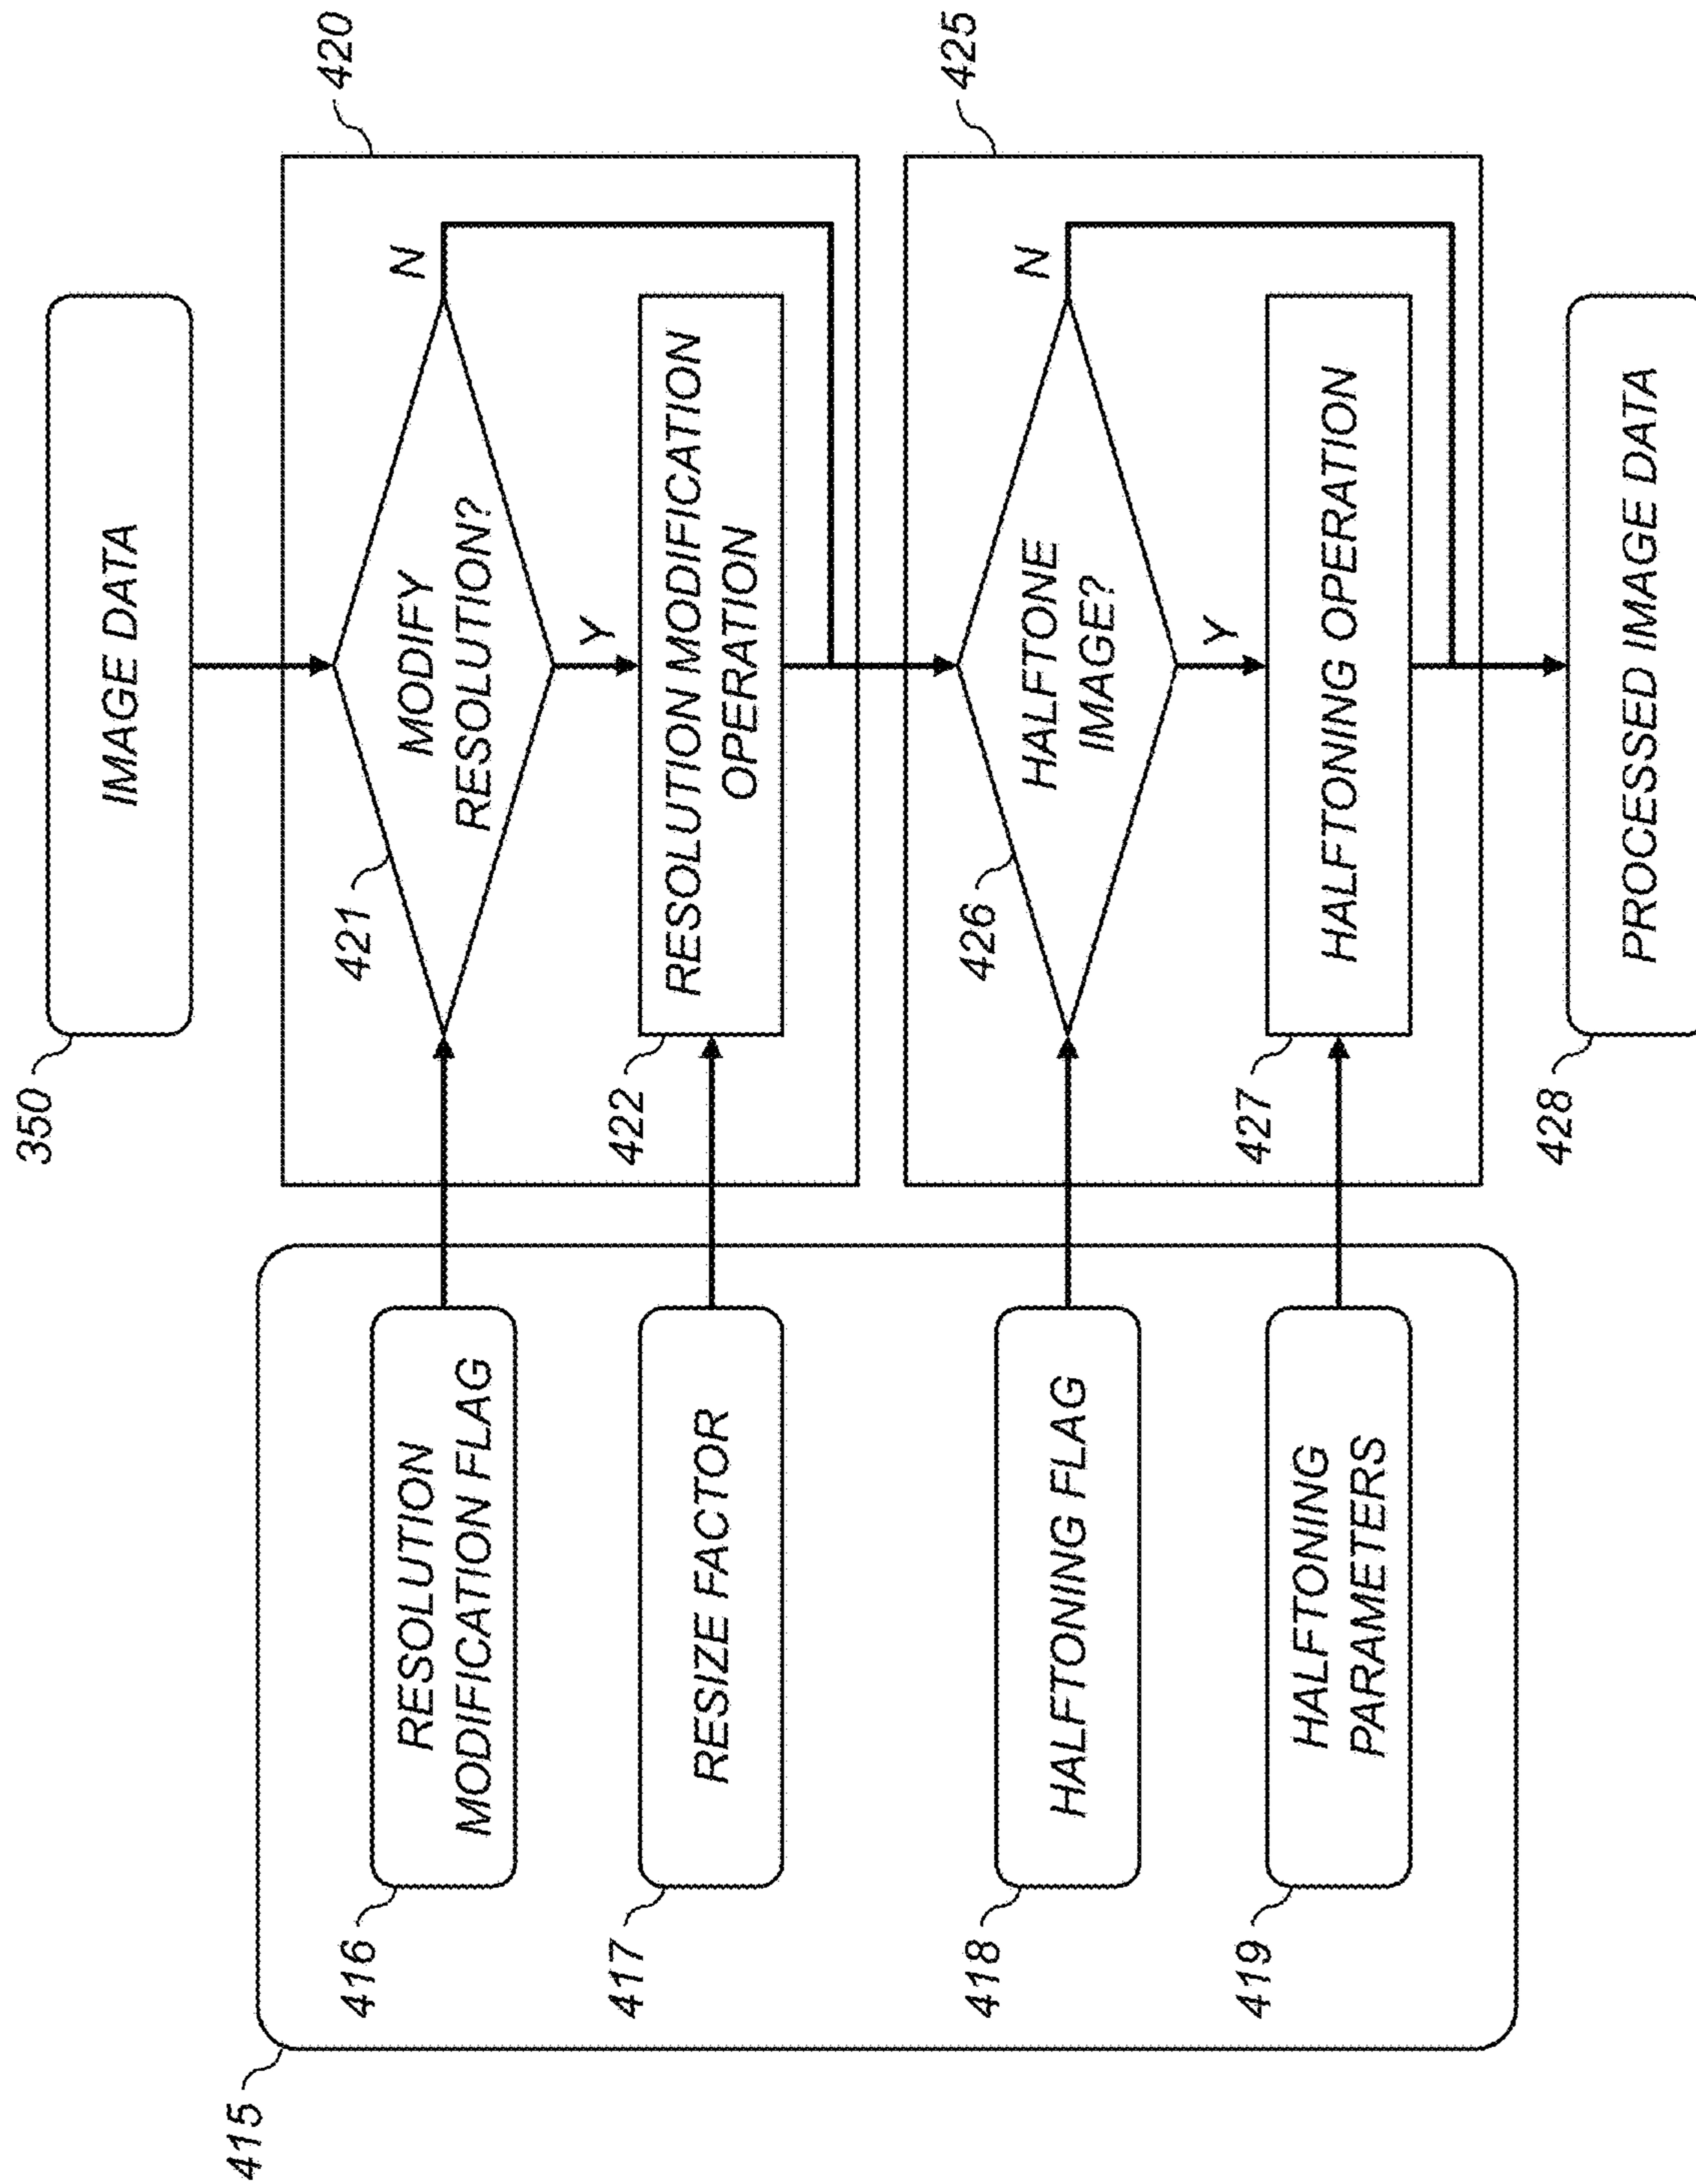 350
IMAGE DATA
420
421
MODIFY
RESOLUTION?
N
Y
422
RESOLUTION MODIFICATION
OPERATION
425
426
HALFTONE
IMAGE?
N
Y
427
HALFTONING OPERATION
428
PROCESSED IMAGE DATA
415
416
RESOLUTION
MODIFICATION FLAG
417
RESIZE FACTOR
418
HALFTONING FLAG
419
HALFTONING
PARAMETERS